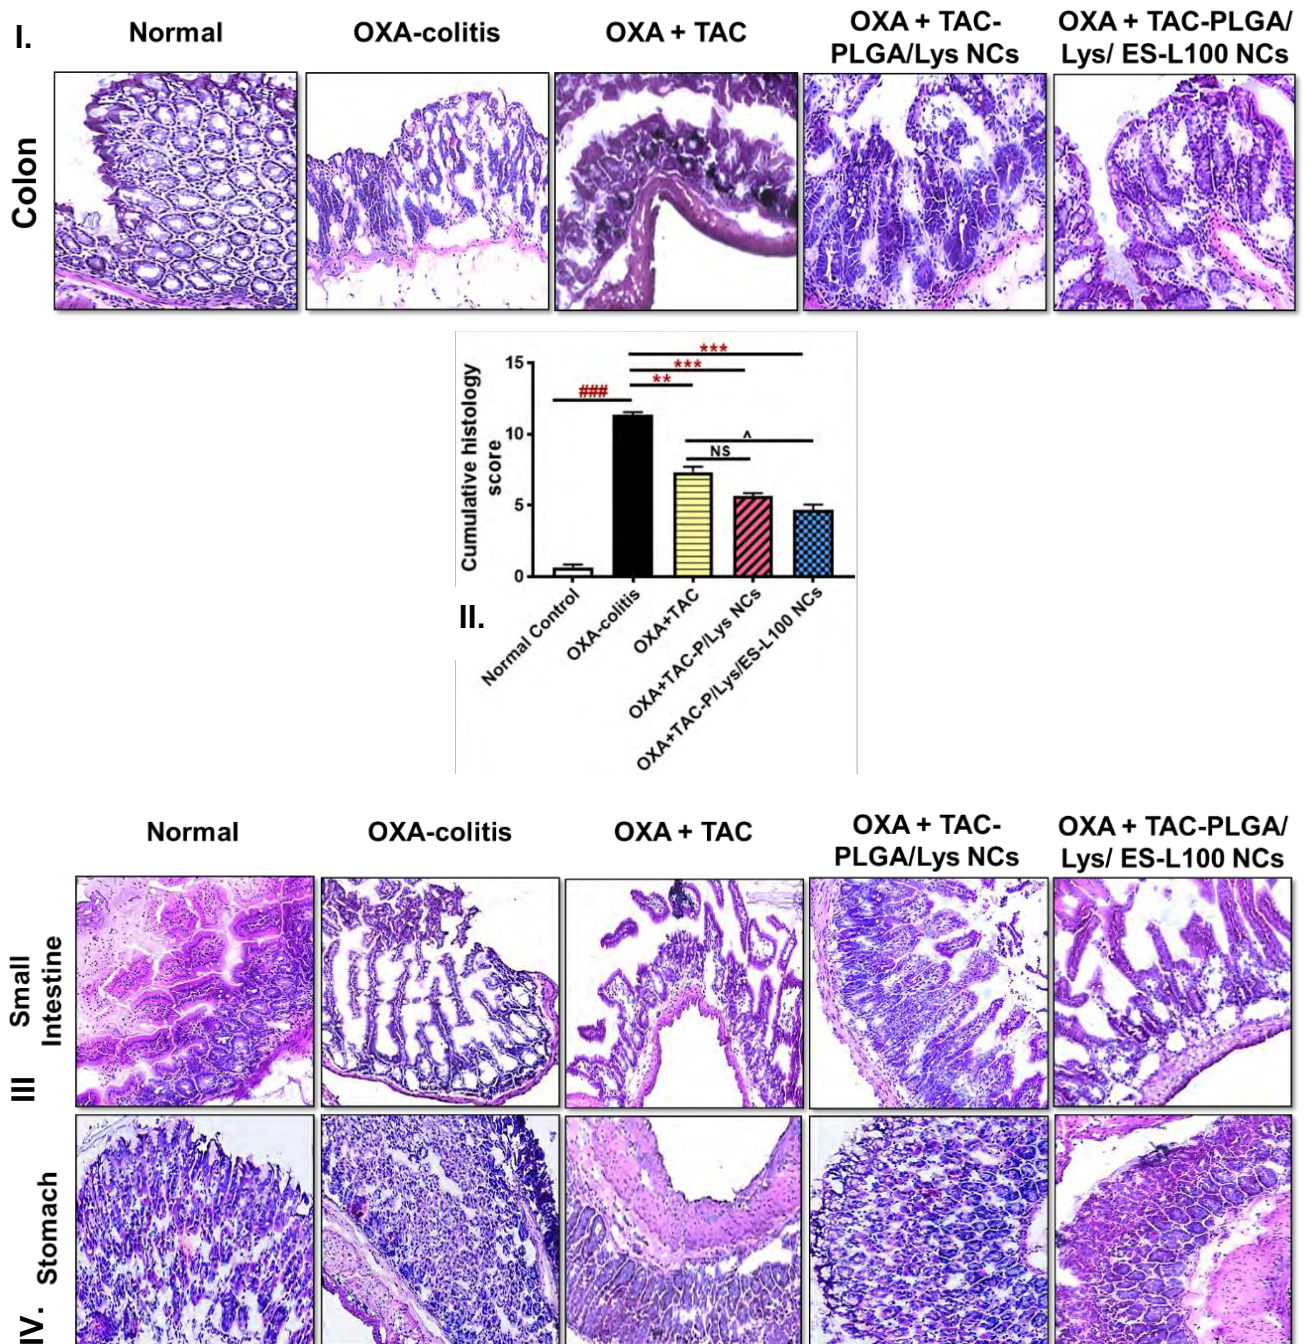 I.
Normal
OXA-colitis
OXA + TAC
OXA + TAC-
PLGA/Lys NCs
OXA + TAC-PLGA/
Lys/ ES-L100 NCs
Colon
Cumulative histology
score
15
10
5
0
###
**
***
***
NS
^
Normal Control
OXA-colitis
OXA+TAC
OXA+TAC-P/Lys NCs
OXA+TAC-P/Lys/ES-L100 NCs
II.
Normal
OXA-colitis
OXA + TAC
OXA + TAC-
PLGA/Lys NCs
OXA + TAC-PLGA/
Lys/ ES-L100 NCs
Small
Intestine
III
Stomach
IV.